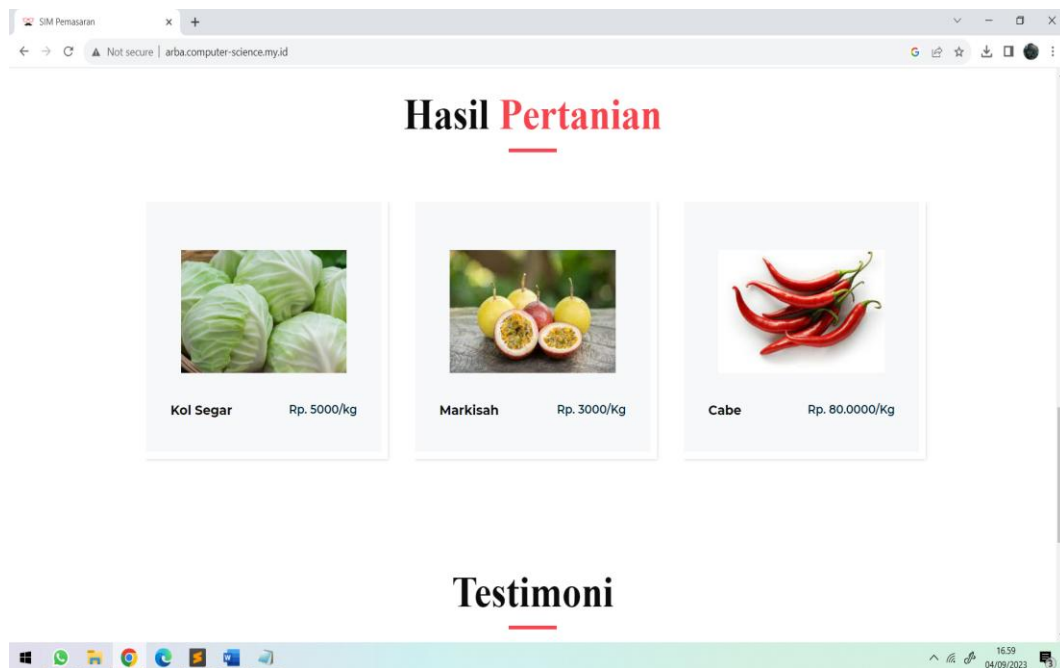 SIM Pemasaran
Not secure | arba.computer-science.my.id
Hasil Pertanian
Kol Segar Rp. 5000/kg
Markisah Rp. 3000/Kg
Cabe Rp. 80.0000/Kg
Testimoni
16.59
04/09/2023